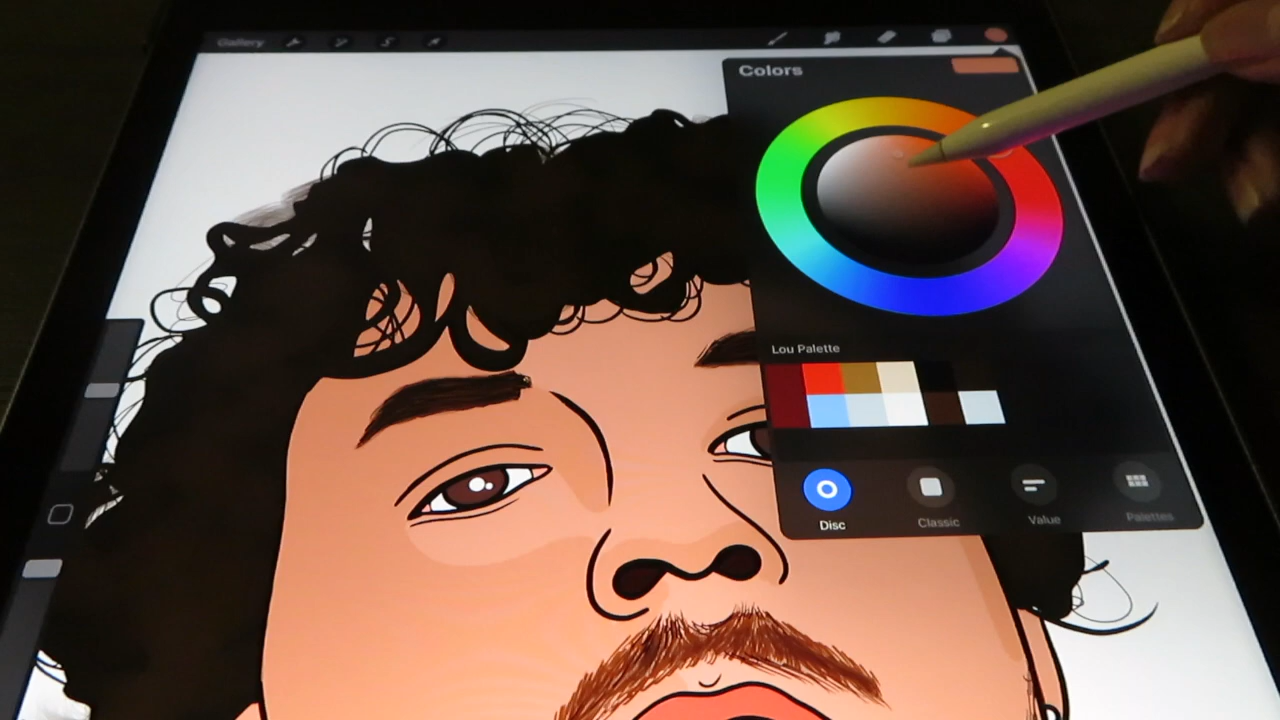 Gallery
Colors
Lou Palette
Disc
Classic
Value
Palettes